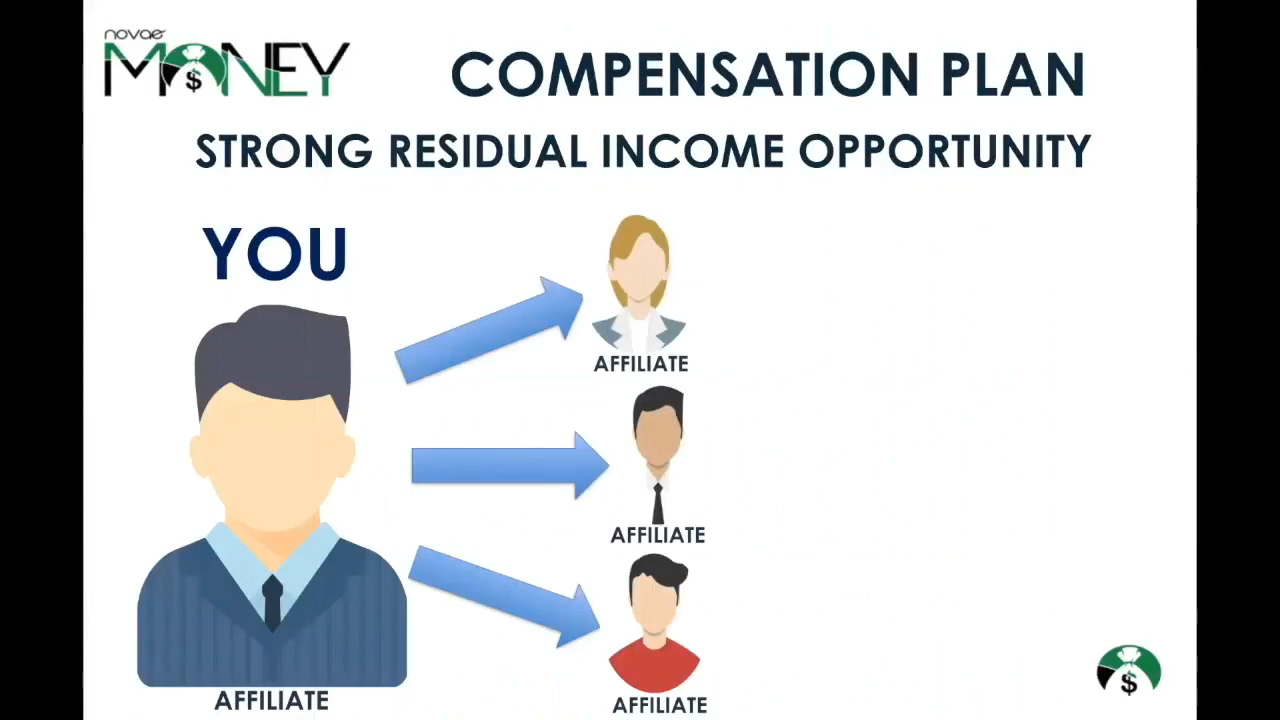 novae
MONEY
COMPENSATION PLAN
STRONG RESIDUAL INCOME OPPORTUNITY
YOU
AFFILIATE
AFFILIATE
AFFILIATE
AFFILIATE
$